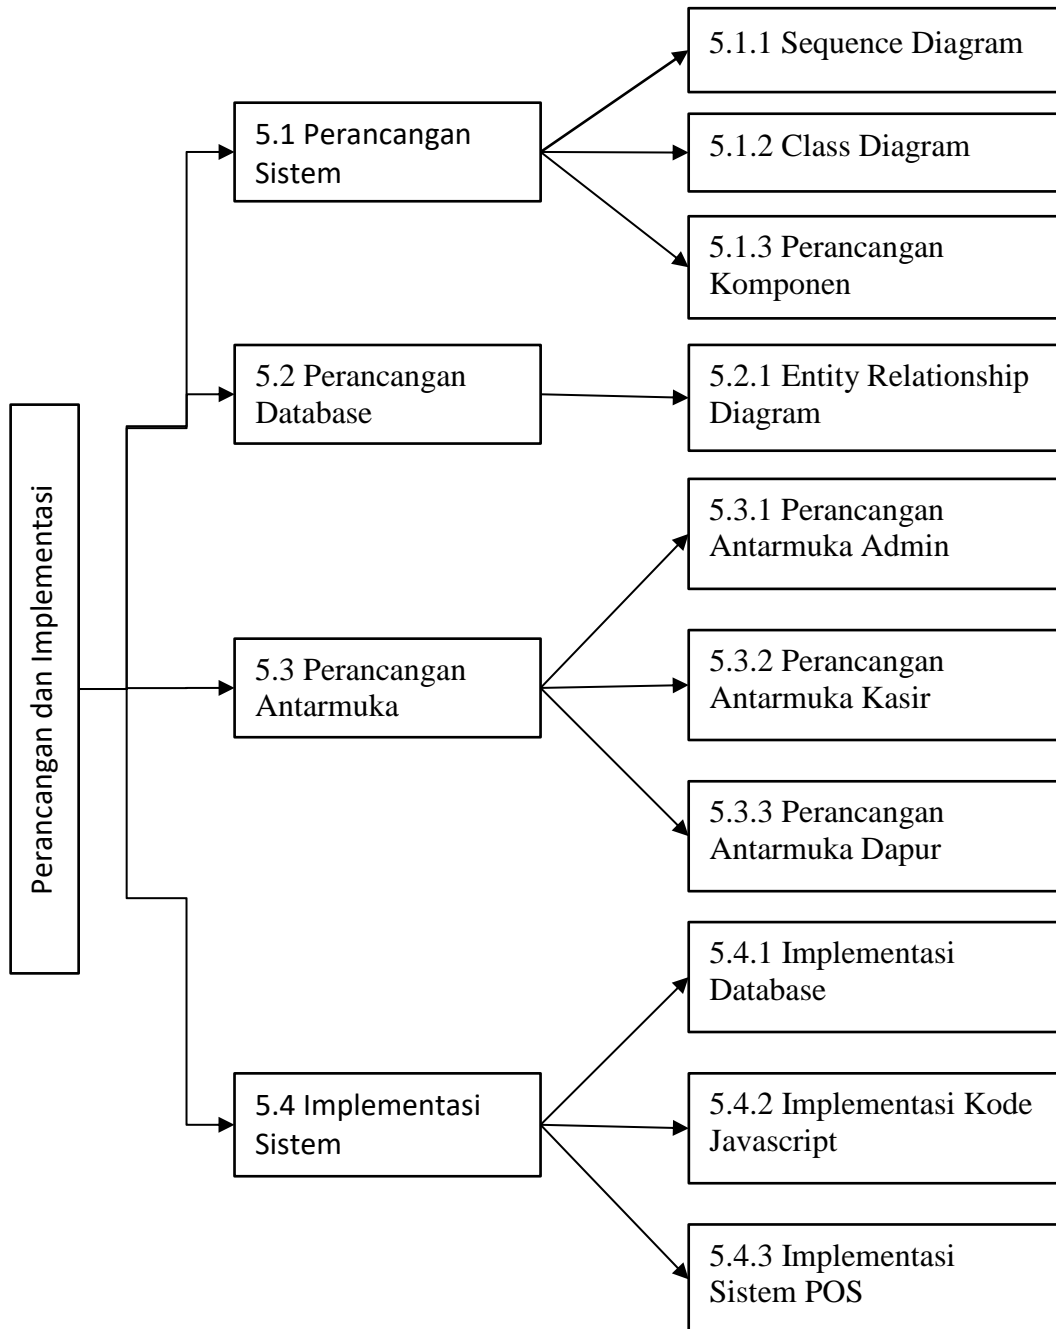 Perancangan dan Implementasi
5.1 Perancangan
Sistem
5.1.1 Sequence Diagram
5.1.2 Class Diagram
5.1.3 Perancangan
Komponen
5.2 Perancangan
Database
5.2.1 Entity Relationship
Diagram
5.3 Perancangan
Antarmuka
5.3.1 Perancangan
Antarmuka Admin
5.3.2 Perancangan
Antarmuka Kasir
5.3.3 Perancangan
Antarmuka Dapur
5.4 Implementasi
Sistem
5.4.1 Implementasi
Database
5.4.2 Implementasi Kode
Javascript
5.4.3 Implementasi
Sistem POS